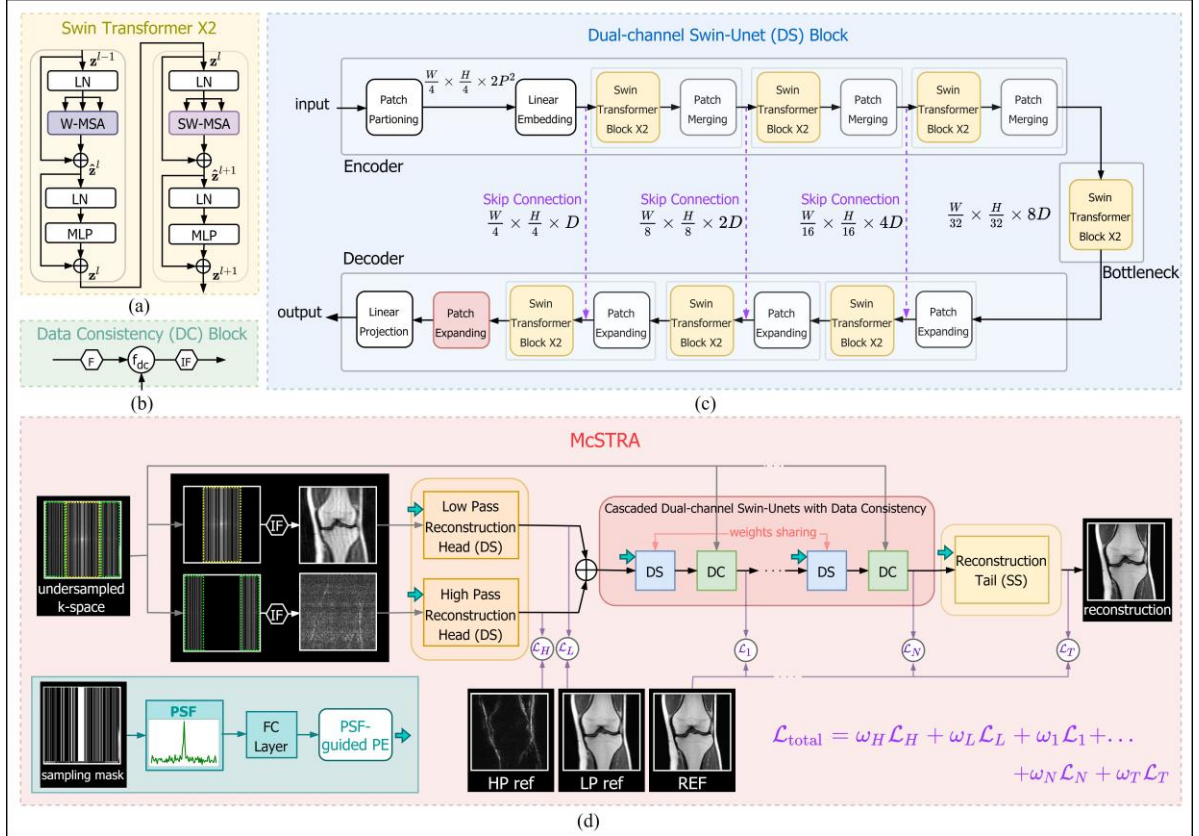 Swin Transformer X2
z^{l-1}
LN
W-MSA
ẑ^l
LN
MLP
z^l
z^l
LN
SW-MSA
ẑ^{l+1}
LN
MLP
z^{l+1}
(a)
Data Consistency (DC) Block
F
f_dc
IF
(b)
Dual-channel Swin-Unet (DS) Block
input
Patch
Partioning
W/4 × H/4 × 2P²
Linear
Embedding
Swin
Transformer
Block X2
Patch
Merging
Swin
Transformer
Block X2
Patch
Merging
Swin
Transformer
Block X2
Patch
Merging
Encoder
Skip Connection
W/4 × H/4 × D
Skip Connection
W/8 × H/8 × 2D
Skip Connection
W/16 × H/16 × 4D
W/32 × H/32 × 8D
Swin
Transformer
Block X2
Bottleneck
Decoder
output
Linear
Projection
Patch
Expanding
Swin
Transformer
Block X2
Patch
Expanding
Swin
Transformer
Block X2
Patch
Expanding
Swin
Transformer
Block X2
Patch
Expanding
(c)
McSTRA
undersampled
k-space
IF
IF
Low Pass
Reconstruction
Head (DS)
High Pass
Reconstruction
Head (DS)
Cascaded Dual-channel Swin-Unets with Data Consistency
weights sharing
DS
DC
DS
DC
Reconstruction
Tail (SS)
reconstruction
ℒ_H
ℒ_L
ℒ_1
ℒ_N
ℒ_T
sampling mask
PSF
FC
Layer
PSF-
guided PE
HP ref
LP ref
REF
ℒ_total = ω_H ℒ_H + ω_L ℒ_L + ω_1 ℒ_1 + ...
+ω_N ℒ_N + ω_T ℒ_T
(d)